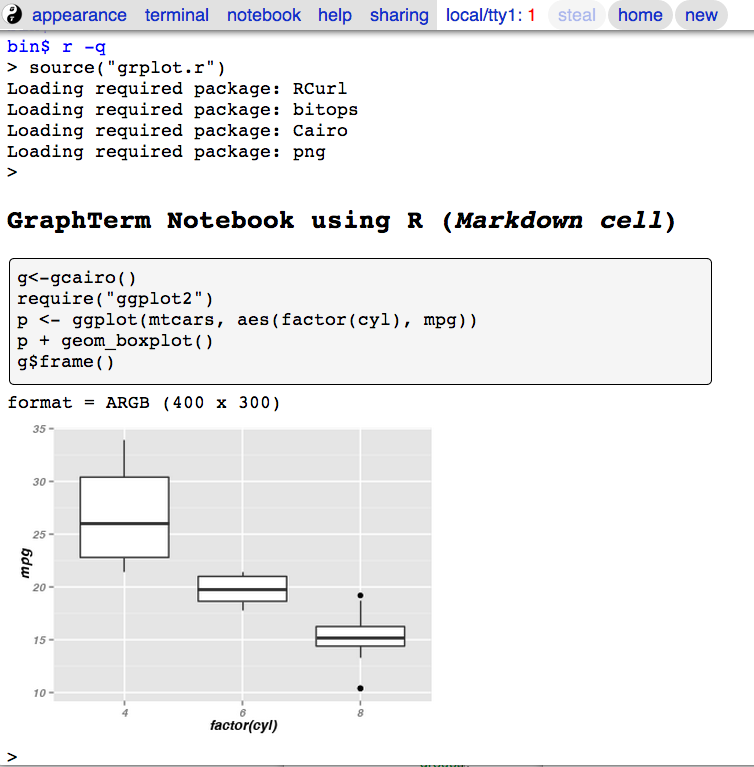 appearance terminal notebook help sharing local/tty1: 1 steal home new
bin$ r -q
> source("grplot.r")
Loading required package: RCurl
Loading required package: bitops
Loading required package: Cairo
Loading required package: png
>
GraphTerm Notebook using R (Markdown cell)
g<-gcairo()
require("ggplot2")
p <- ggplot(mtcars, aes(factor(cyl), mpg))
p + geom_boxplot()
g$frame()
format = ARGB (400 x 300)
35
30
25
mpg
20
15
10
4 6 8
factor(cyl)
>